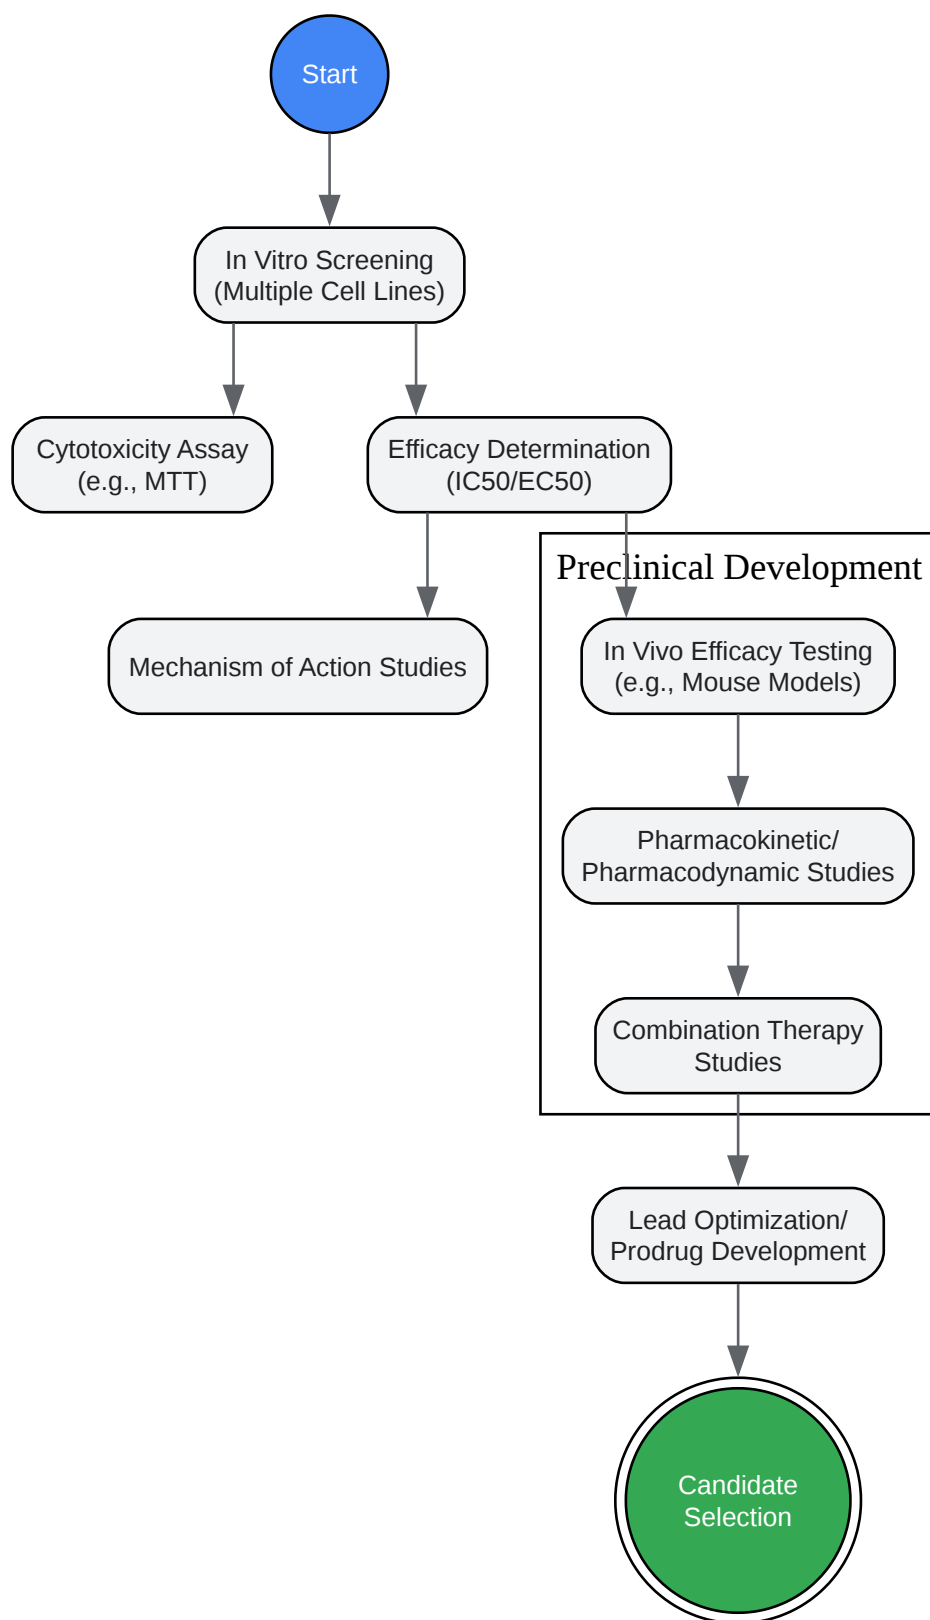 Start
In Vitro Screening
(Multiple Cell Lines)
Cytotoxicity Assay
(e.g., MTT)
Efficacy Determination
(IC50/EC50)
Preclinical Development
Mechanism of Action Studies
In Vivo Efficacy Testing
(e.g., Mouse Models)
Pharmacokinetic/
Pharmacodynamic Studies
Combination Therapy
Studies
Lead Optimization/
Prodrug Development
Candidate
Selection